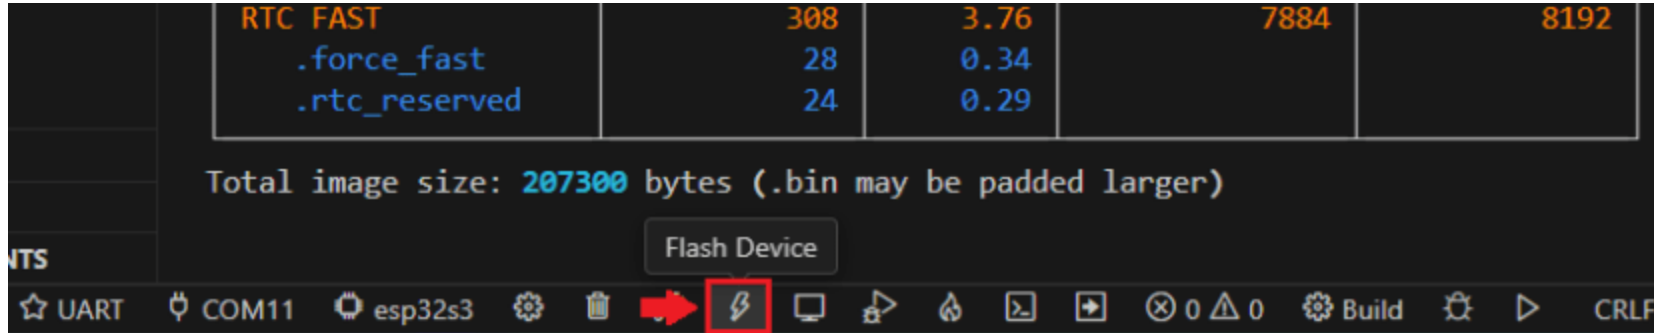 RTC FAST 308 3.76 7884 8192
.force_fast 28 0.34
.rtc_reserved 24 0.29
Total image size: 207300 bytes (.bin may be padded larger)
Flash Device
NTS
UART COM11 esp32s3 0 0 Build CRLF